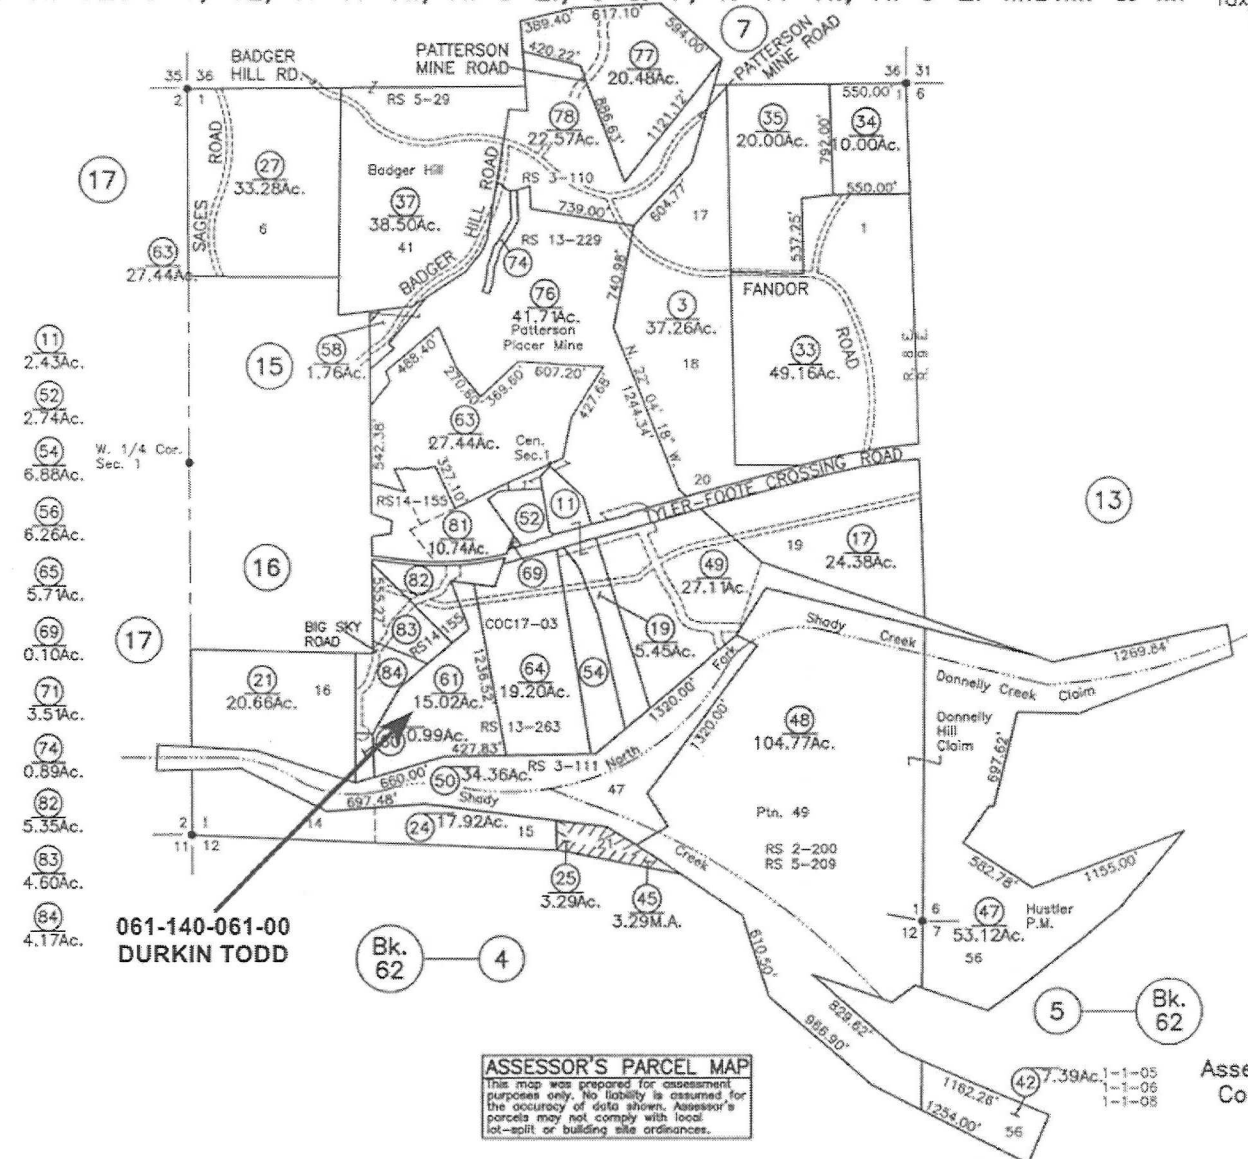 Tax
7
BADGER
HILL RD.
PATTERSON
MINE ROAD
PATTERSON
MINE ROAD
389.40'
617.10'
594.00'
420.22'
77
20.48Ac.
886.63'
1121.12'
35 36
2 1
36 31
1 6
RS 5-29
78
22.57Ac.
35
20.00Ac.
550.00'
34
10.00Ac.
792.00'
550.00'
17
SAGES ROAD
27
33.28Ac.
6
Badger Hill
37
38.50Ac.
41
BADGER HILL ROAD
RS 3-110
739.00'
604.77'
17
RS 13-229
74
537.25'
1
63
27.44Ac.
740.98'
FANDOR ROAD
76
41.71Ac.
Patterson
Placer Mine
3
37.26Ac.
18
33
49.16Ac.
R.8E.
R.9E.
11
2.43Ac.
52
2.74Ac.
54
6.88Ac.
56
6.26Ac.
65
5.71Ac.
69
0.10Ac.
71
3.51Ac.
74
0.89Ac.
82
5.35Ac.
83
4.60Ac.
84
4.17Ac.
15
58
1.76Ac.
488.40'
270.60'
369.60'
607.20'
427.68'
N. 22° 04' 18" W.
1244.34'
W. 1/4 Cor.
Sec. 1
63
27.44Ac.
Cen.
Sec.1
542.38'
327.10'
RS14-155
20
TYLER-FOOTE CROSSING ROAD
13
81
10.74Ac.
52
11
16
82
69
49
27.11Ac.
19
17
24.38Ac.
17
BIG SKY
ROAD
83
RS14-155
COC17-03
19
5.45Ac.
84
1236.52'
21
20.66Ac.
16
61
15.02Ac.
64
19.20Ac.
54
RS 13-263
427.83'
0.99Ac.
Shady Creek
1269.84'
Donnelly Creek Claim
North Fork
1320.00'
1320.00'
48
104.77Ac.
Donnelly
Hill
Claim
697.62'
660.00'
697.48'
50
34.36Ac.
RS 3-111
47
Shady Creek
Ptn. 49
RS 2-200
RS 5-209
2 1
11 12
14
24
17.92Ac.
15
21
25
3.29Ac.
45
3.29M.A.
582.78'
1155.00'
1 6
12 7
47
53.12Ac.
56
Hustler
P.M.
061-140-061-00
DURKIN TODD
Bk.
62
4
610.50'
829.62'
966.90'
5
Bk.
62
42
7.39Ac.
1-1-05
1-1-06
1-1-08
1162.26'
1254.00'
56
Asse
Co
ASSESSOR'S PARCEL MAP
This map was prepared for assessment
purposes only. No liability is assumed for
the accuracy of data shown. Assessor's
parcels may not comply with local
lot-split or building site ordinances.